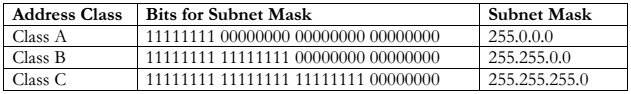 Address Class Bits for Subnet Mask Subnet Mask
Class A 11111111 00000000 00000000 00000000 255.0.0.0
Class B 11111111 11111111 00000000 00000000 255.255.0.0
Class C 11111111 11111111 11111111 00000000 255.255.255.0